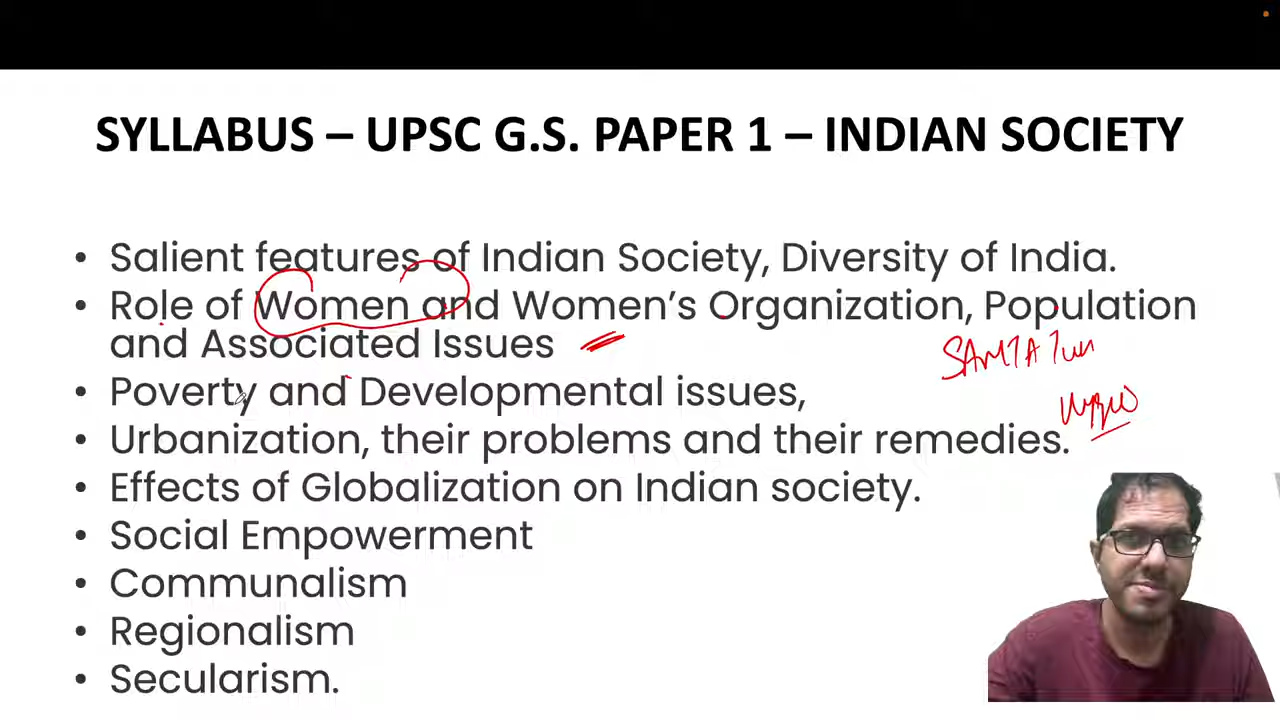 SYLLABUS – UPSC G.S. PAPER 1 – INDIAN SOCIETY
• Salient features of Indian Society, Diversity of India.
• Role of Women and Women's Organization, Population
and Associated Issues
• Poverty and Developmental issues,
• Urbanization, their problems and their remedies.
• Effects of Globalization on Indian society.
• Social Empowerment
• Communalism
• Regionalism
• Secularism.